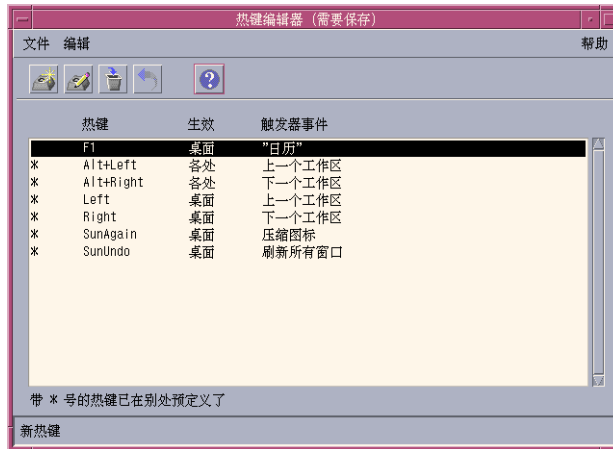 热键编辑器（需要保存）
文件 编辑 帮助
热键 生效 触发器事件
F1 桌面 "日历"
* Alt+Left 各处 上一个工作区
* Alt+Right 各处 下一个工作区
* Left 桌面 上一个工作区
* Right 桌面 下一个工作区
* SunAgain 桌面 压缩图标
* SunUndo 桌面 刷新所有窗口
带 * 号的热键已在别处预定义了
新热键